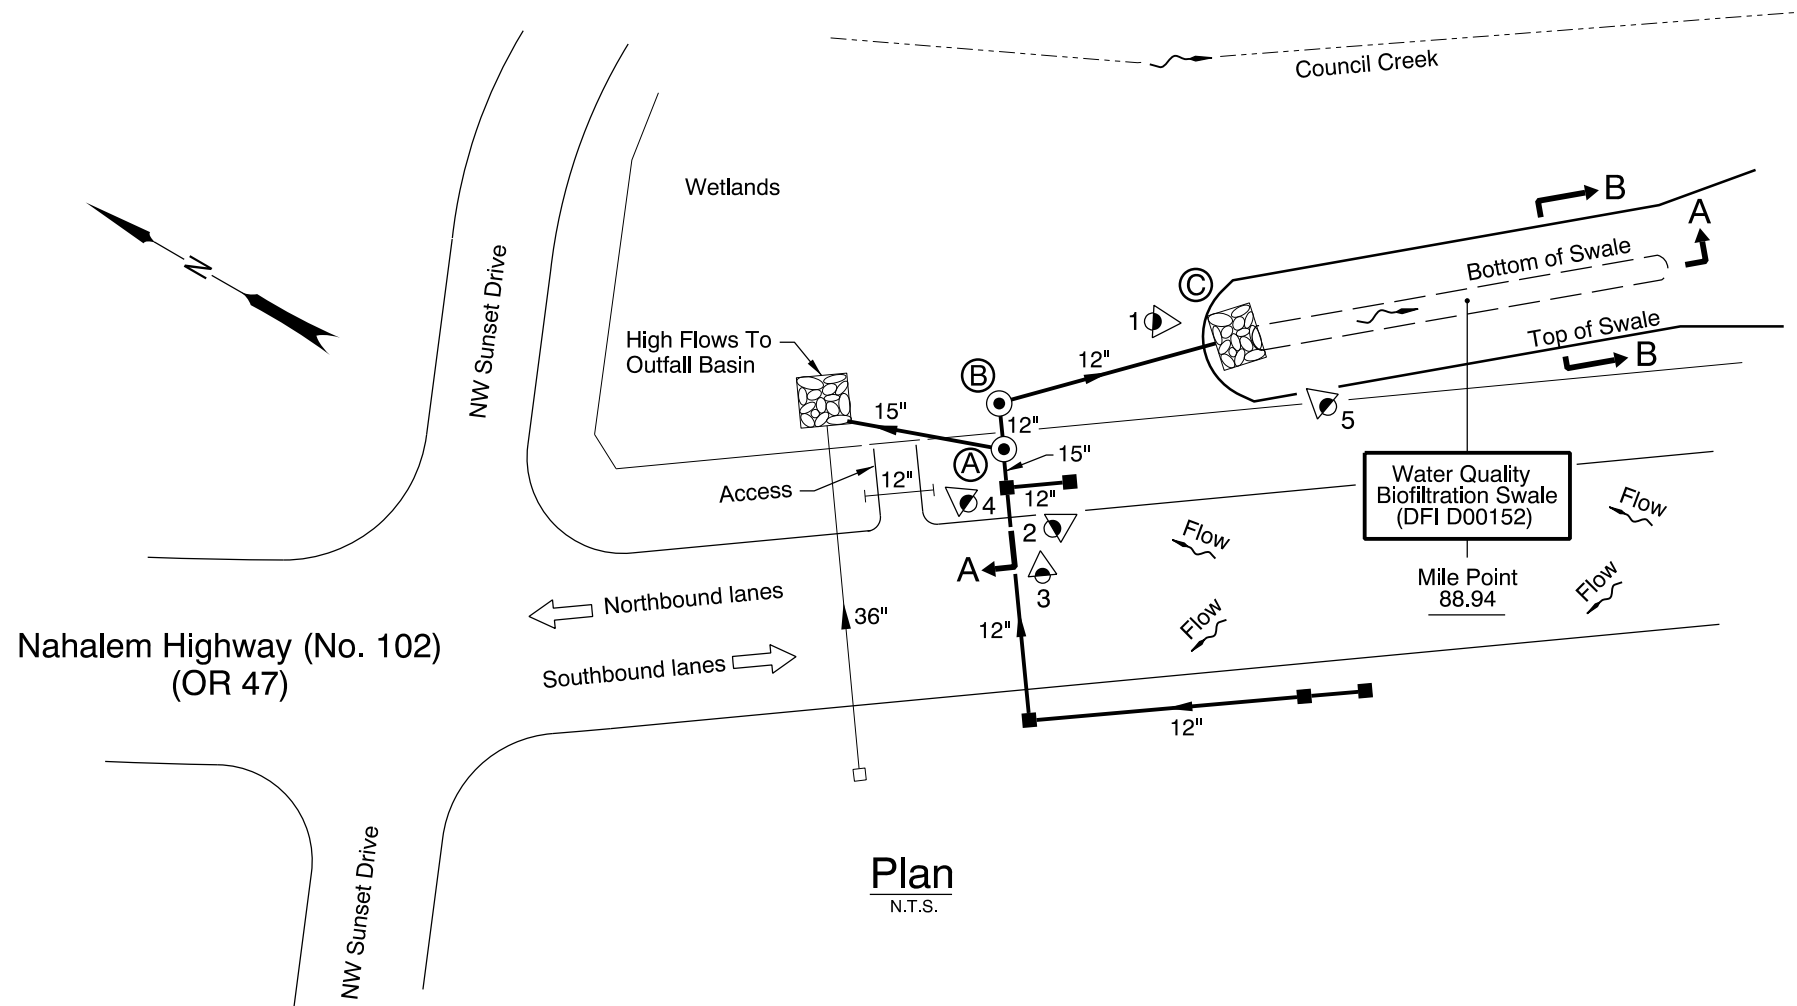 Council Creek
Wetlands
B
A
N
NW Sunset Drive
Bottom of Swale
C
1
High Flows To
Outfall Basin
Top of Swale
12"
B
B
15"
12"
5
A
15"
Access
12"
4
12"
2
Water Quality
Biofiltration Swale
(DFI D00152)
Flow
Flow
A
3
Mile Point
88.94
Flow
Northbound lanes
36"
12"
Flow
Nahalem Highway (No. 102)
(OR 47)
Southbound lanes
12"
Plan
N.T.S.
NW Sunset Drive